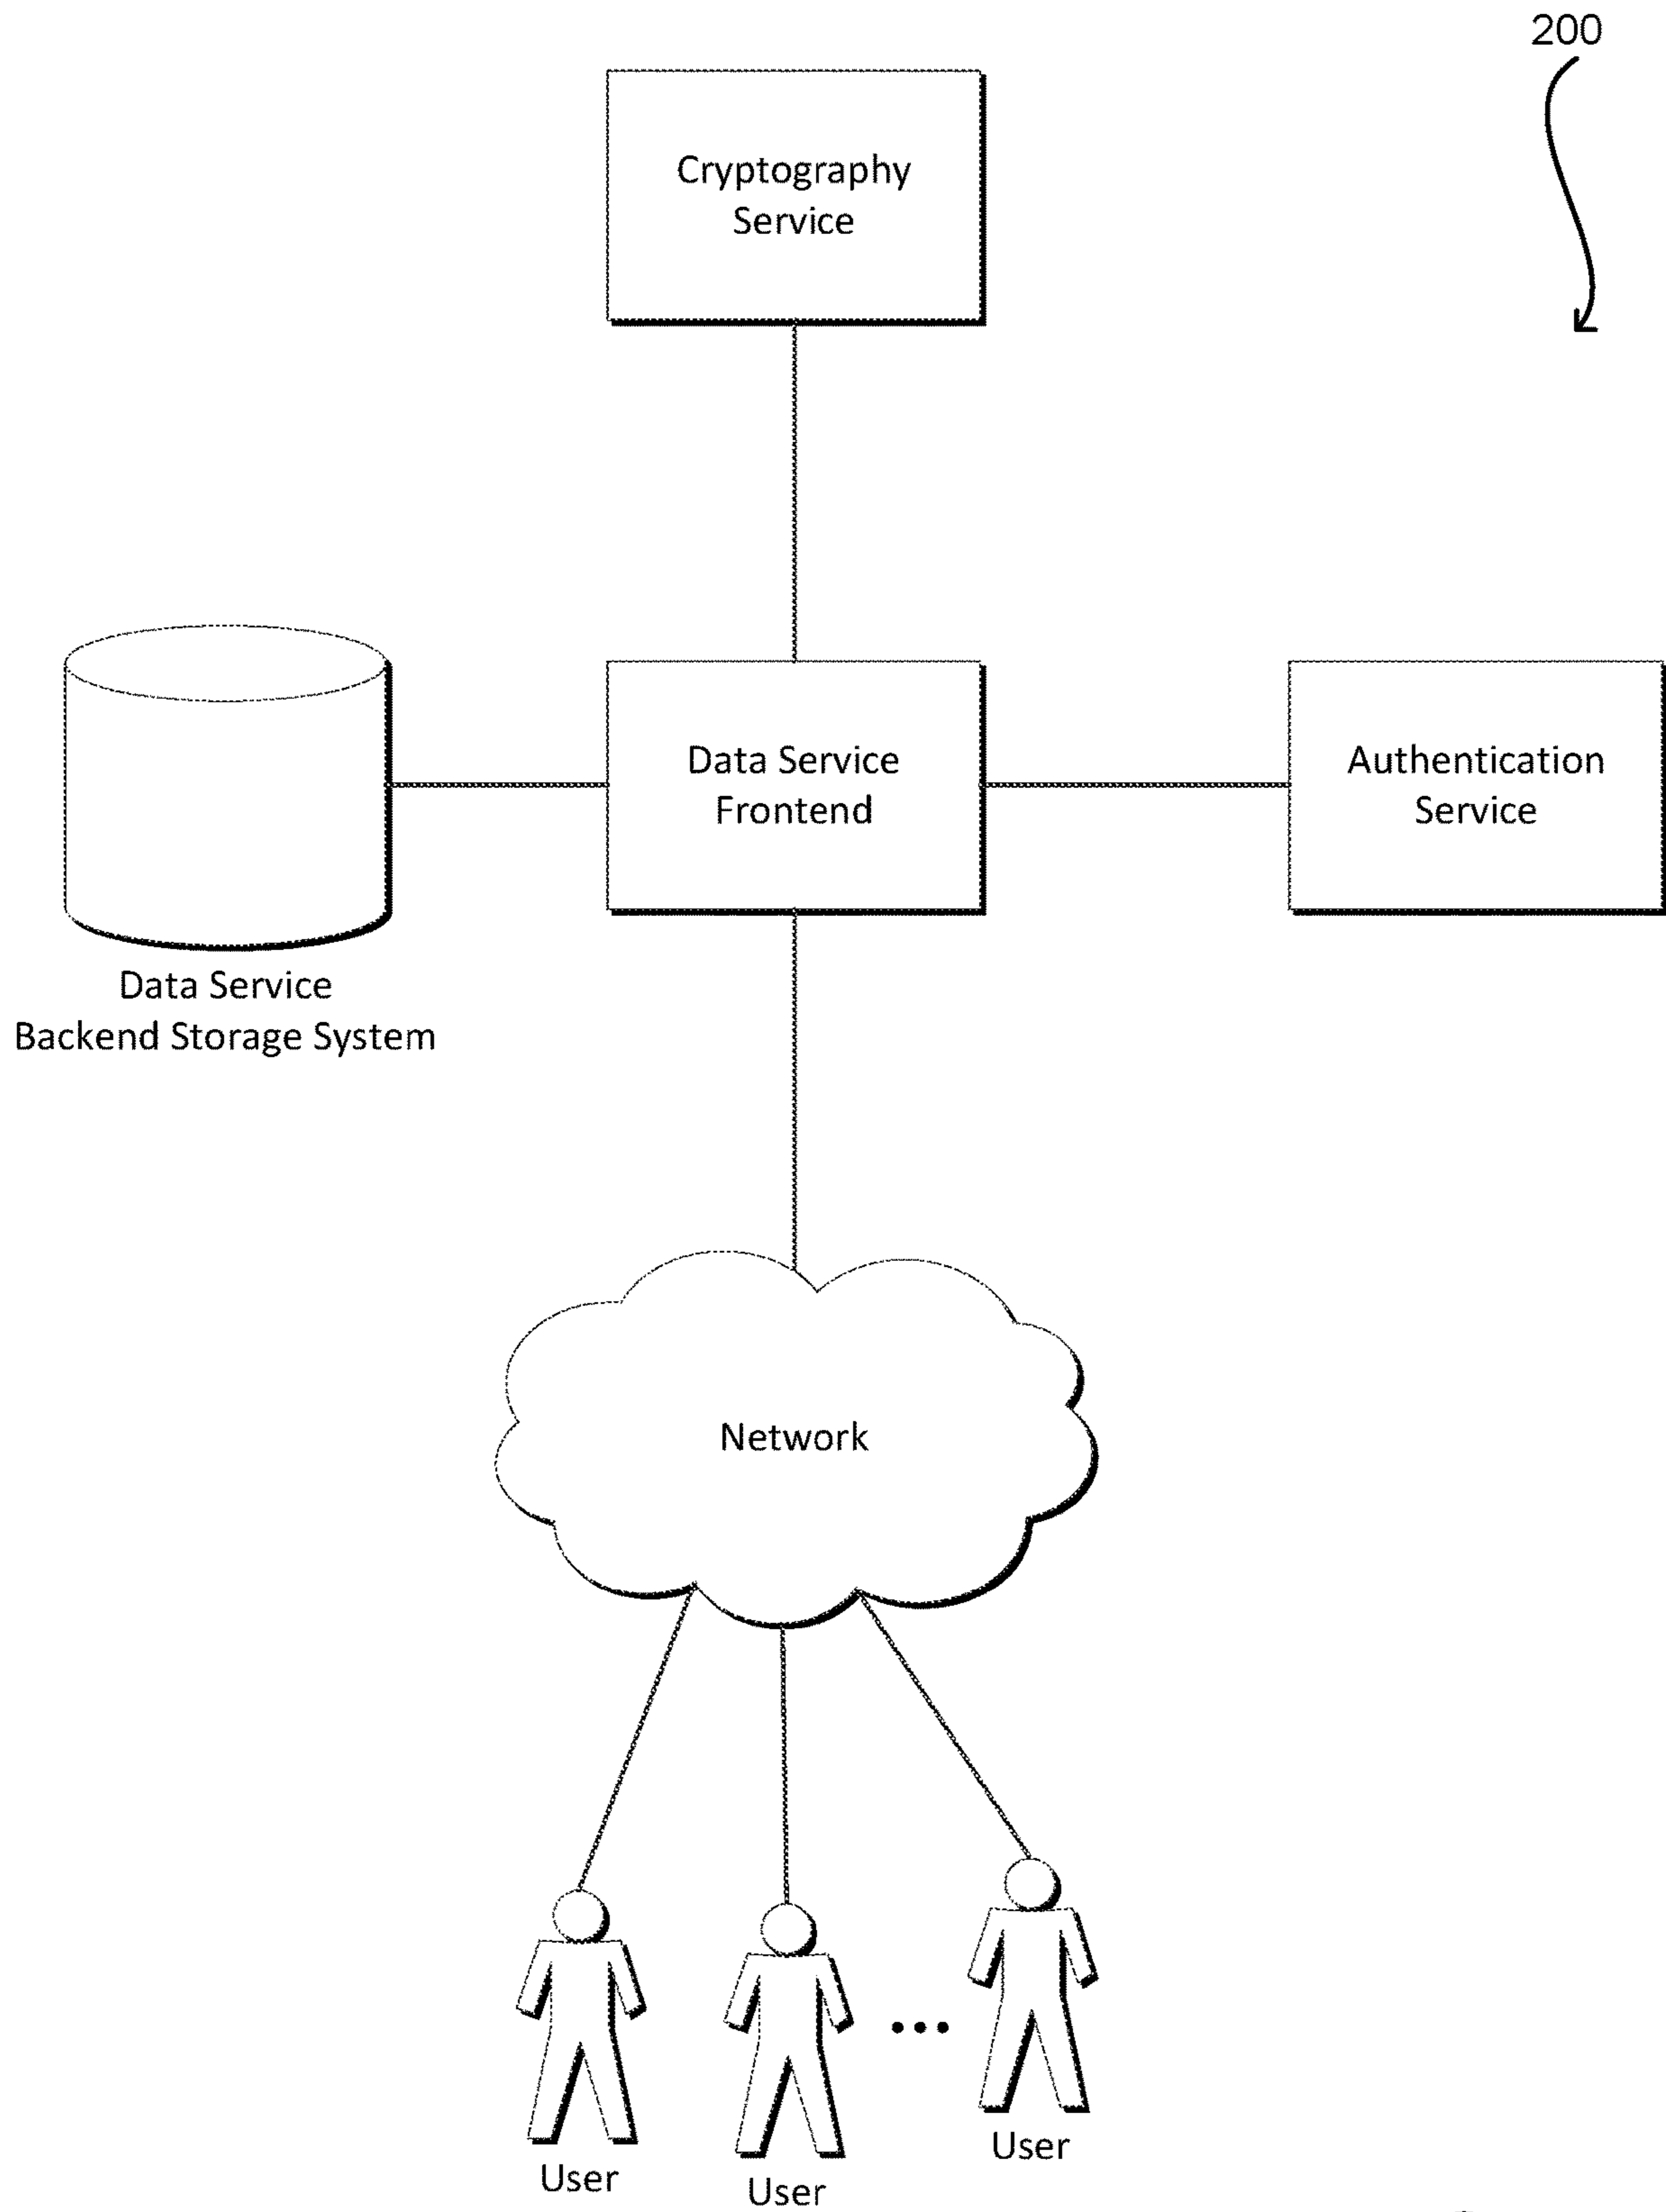 200
Cryptography
Service
Data Service
Frontend
Authentication
Service
Data Service
Backend Storage System
Network
...
User
User
User